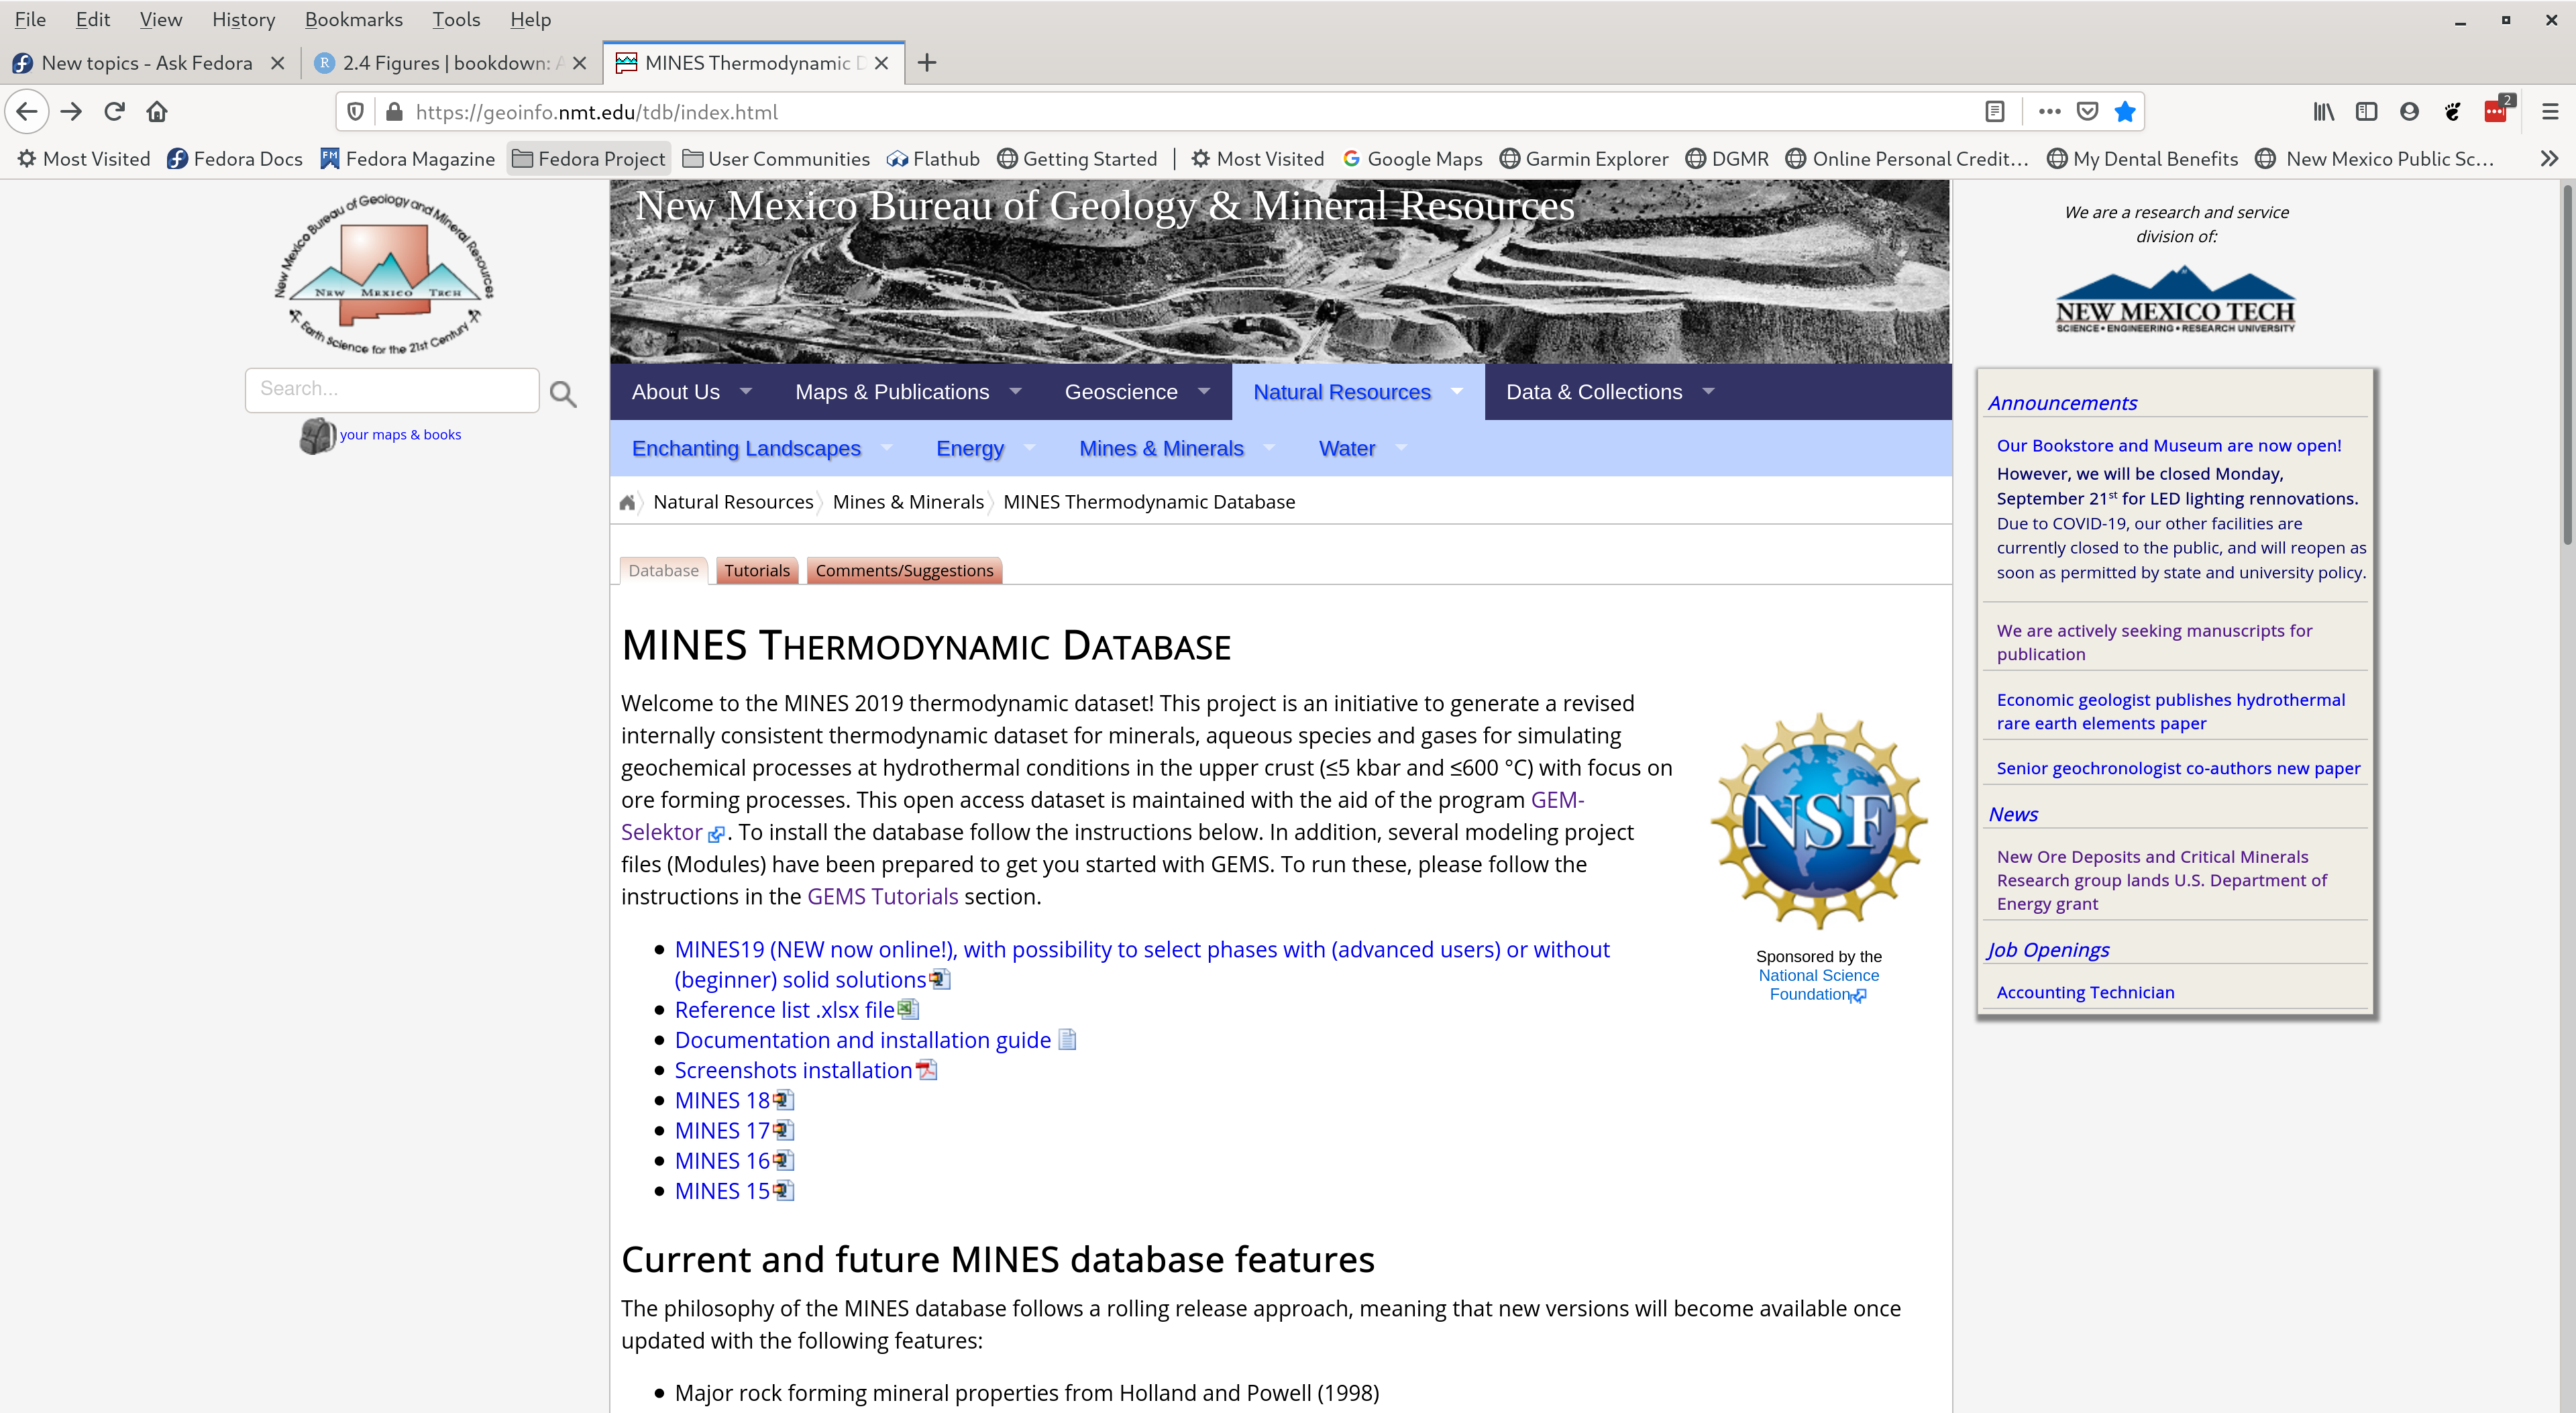 File Edit View History Bookmarks Tools Help
New topics - Ask Fedora
2.4 Figures | bookdown: A
MINES Thermodynamic D
https://geoinfo.nmt.edu/tdb/index.html
2
Most Visited Fedora Docs Fedora Magazine Fedora Project User Communities Flathub Getting Started Most Visited Google Maps Garmin Explorer DGMR Online Personal Credit… My Dental Benefits New Mexico Public Sc…
New Mexico Bureau of Geology and Mineral Resources
NEW MEXICO TECH
Earth Science for the 21st Century
Search...
your maps & books
New Mexico Bureau of Geology & Mineral Resources
About Us Maps & Publications Geoscience Natural Resources Data & Collections
Enchanting Landscapes Energy Mines & Minerals Water
Natural Resources Mines & Minerals MINES Thermodynamic Database
Database Tutorials Comments/Suggestions
MINES THERMODYNAMIC DATABASE
Welcome to the MINES 2019 thermodynamic dataset! This project is an initiative to generate a revised
internally consistent thermodynamic dataset for minerals, aqueous species and gases for simulating
geochemical processes at hydrothermal conditions in the upper crust (≤5 kbar and ≤600 °C) with focus on
ore forming processes. This open access dataset is maintained with the aid of the program GEM-
Selektor . To install the database follow the instructions below. In addition, several modeling project
files (Modules) have been prepared to get you started with GEMS. To run these, please follow the
instructions in the GEMS Tutorials section.
NSF
Sponsored by the
National Science
Foundation
• MINES19 (NEW now online!), with possibility to select phases with (advanced users) or without
(beginner) solid solutions
• Reference list .xlsx file
• Documentation and installation guide
• Screenshots installation
• MINES 18
• MINES 17
• MINES 16
• MINES 15
Current and future MINES database features
The philosophy of the MINES database follows a rolling release approach, meaning that new versions will become available once
updated with the following features:
• Major rock forming mineral properties from Holland and Powell (1998)
We are a research and service
division of:
NEW MEXICO TECH
SCIENCE • ENGINEERING • RESEARCH UNIVERSITY
Announcements
Our Bookstore and Museum are now open!
However, we will be closed Monday,
September 21st for LED lighting rennovations.
Due to COVID-19, our other facilities are
currently closed to the public, and will reopen as
soon as permitted by state and university policy.
We are actively seeking manuscripts for
publication
Economic geologist publishes hydrothermal
rare earth elements paper
Senior geochronologist co-authors new paper
News
New Ore Deposits and Critical Minerals
Research group lands U.S. Department of
Energy grant
Job Openings
Accounting Technician